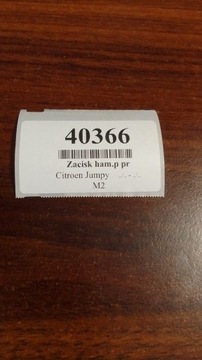 40366
Zacisk ham.p pr
Citroen Jumpy
M2